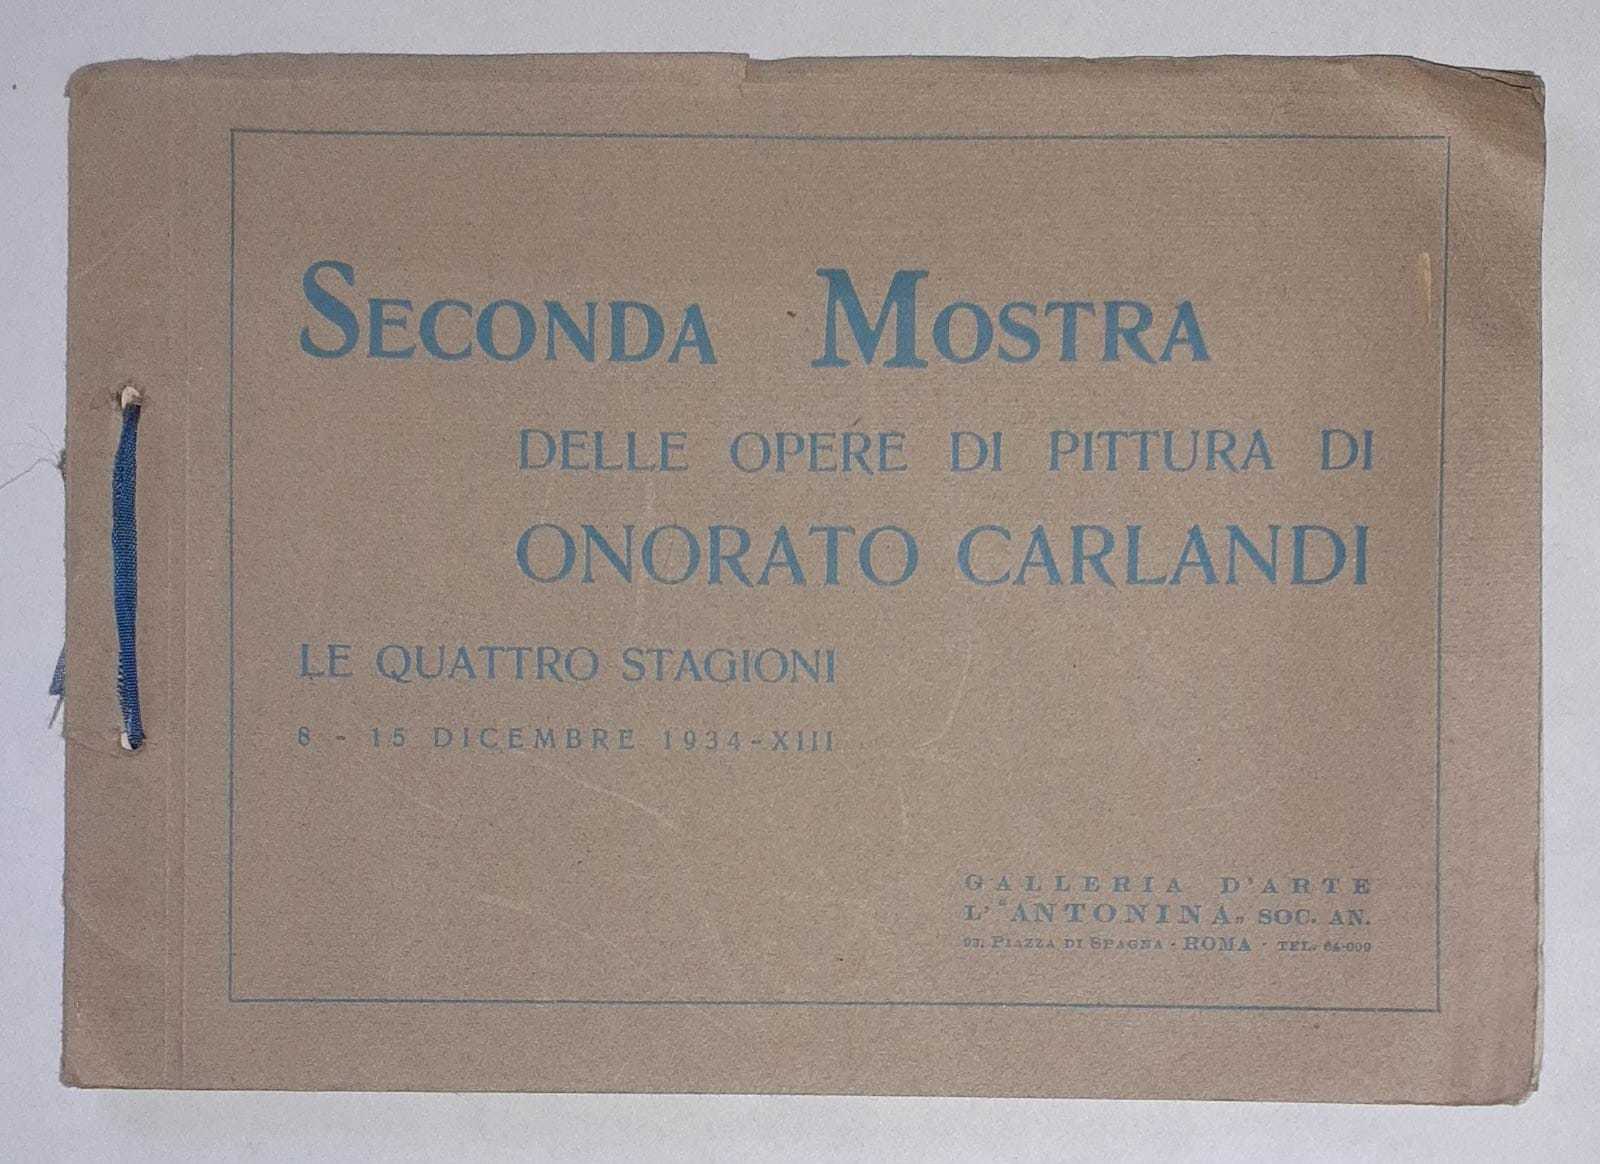 SECONDA MOSTRA
DELLE OPERE DI PITTURA DI
ONORATO CARLANDI
LE QUATTRO STAGIONI
8 - 15 DICEMBRE 1934-XIII
GALLERIA D'ARTE
L'"ANTONINA„ SOC. AN.
PIAZZA DI SPAGNA - ROMA - TEL.